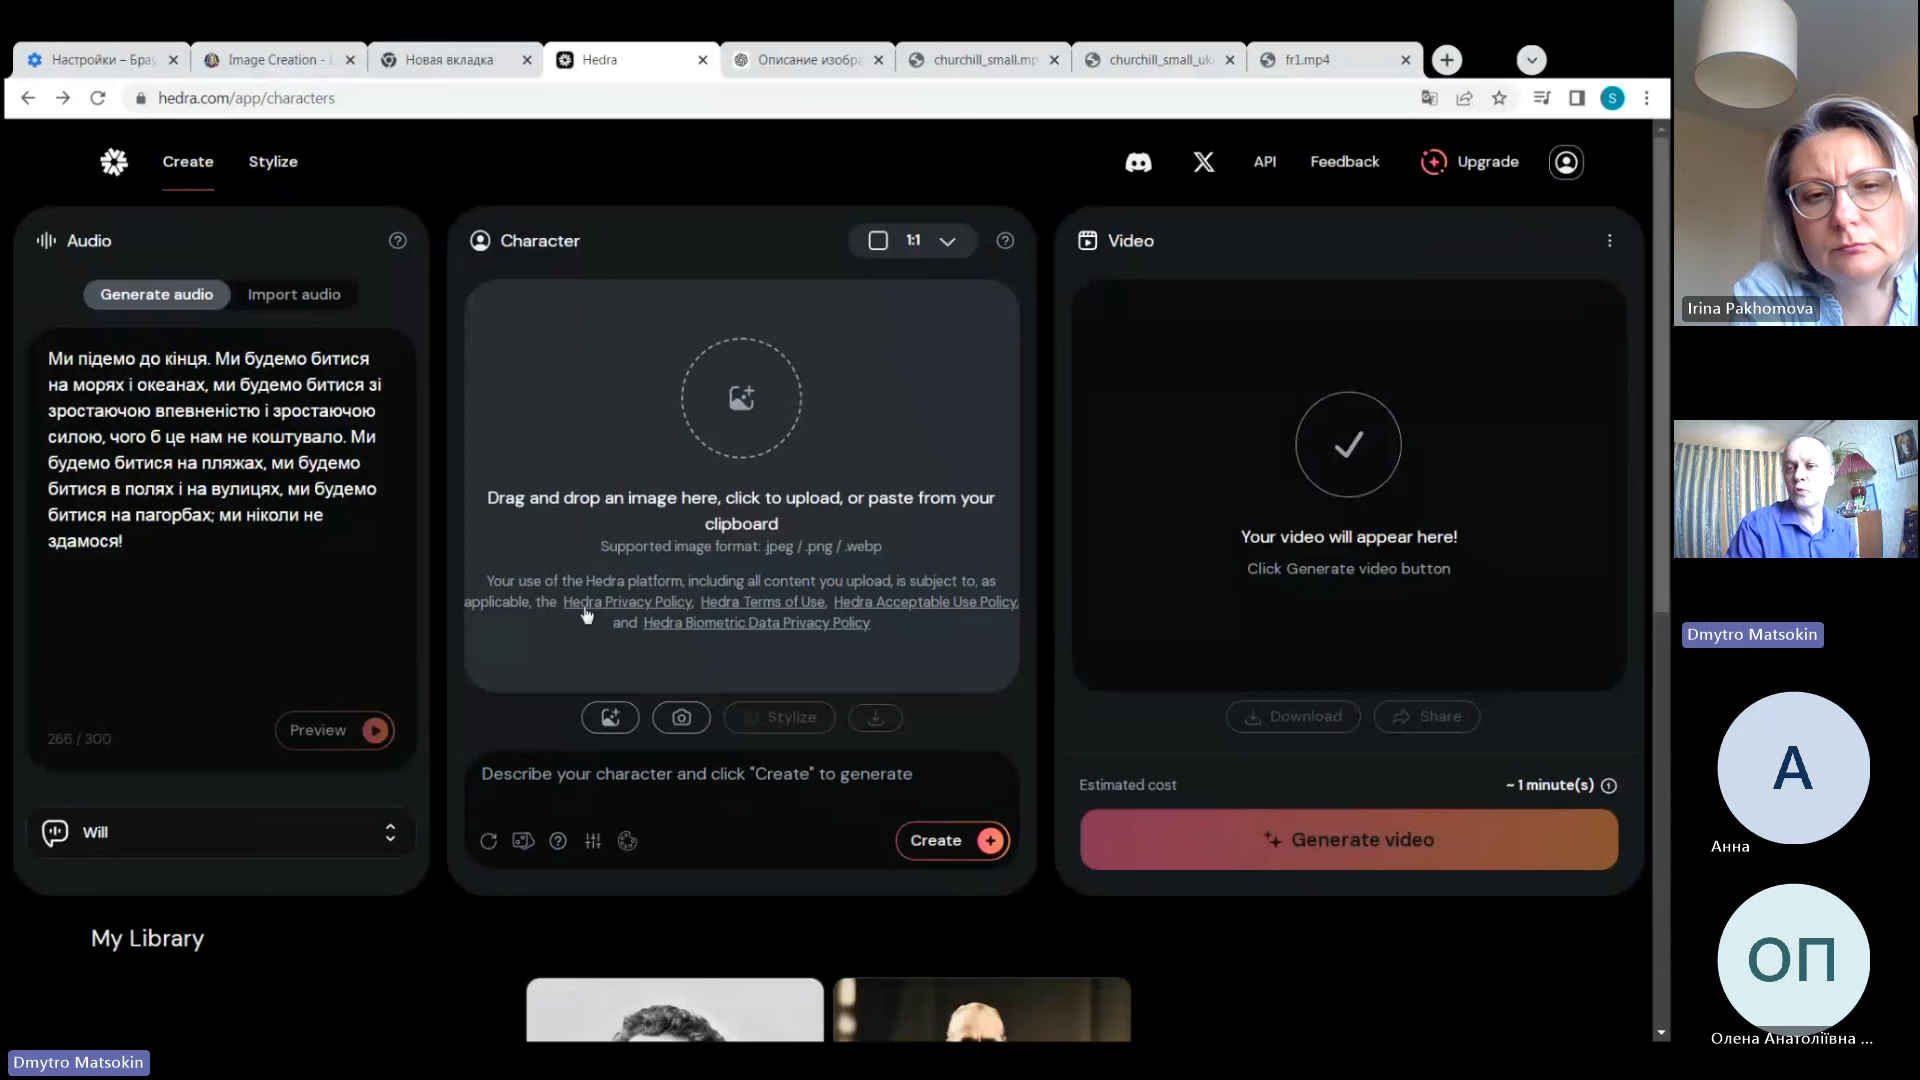 Настройки – Брау
Image Creation -
Новая вкладка
Hedra
Описание изобра
churchill_small.mp
churchill_small_uk
fr1.mp4
hedra.com/app/characters
S
Create
Stylize
API
Feedback
Upgrade
Audio
Generate audio
Import audio
Ми підемо до кінця. Ми будемо битися
на морях і океанах, ми будемо битися зі
зростаючою впевненістю і зростаючою
силою, чого б це нам не коштувало. Ми
будемо битися на пляжах, ми будемо
битися в полях і на вулицях, ми будемо
битися на пагорбах; ми ніколи не
здамося!
266 / 300
Preview
Will
Character
1:1
Drag and drop an image here, click to upload, or paste from your
clipboard
Supported image format: .jpeg / .png / .webp
Your use of the Hedra platform, including all content you upload, is subject to, as
applicable, the Hedra Privacy Policy, Hedra Terms of Use, Hedra Acceptable Use Policy,
and Hedra Biometric Data Privacy Policy
Stylize
Describe your character and click "Create" to generate
Create
Video
Your video will appear here!
Click Generate video button
Download
Share
Estimated cost
~ 1 minute(s)
Generate video
My Library
Irina Pakhomova
Dmytro Matsokin
А
Анна
ОП
Олена Анатоліївна ...
Dmytro Matsokin